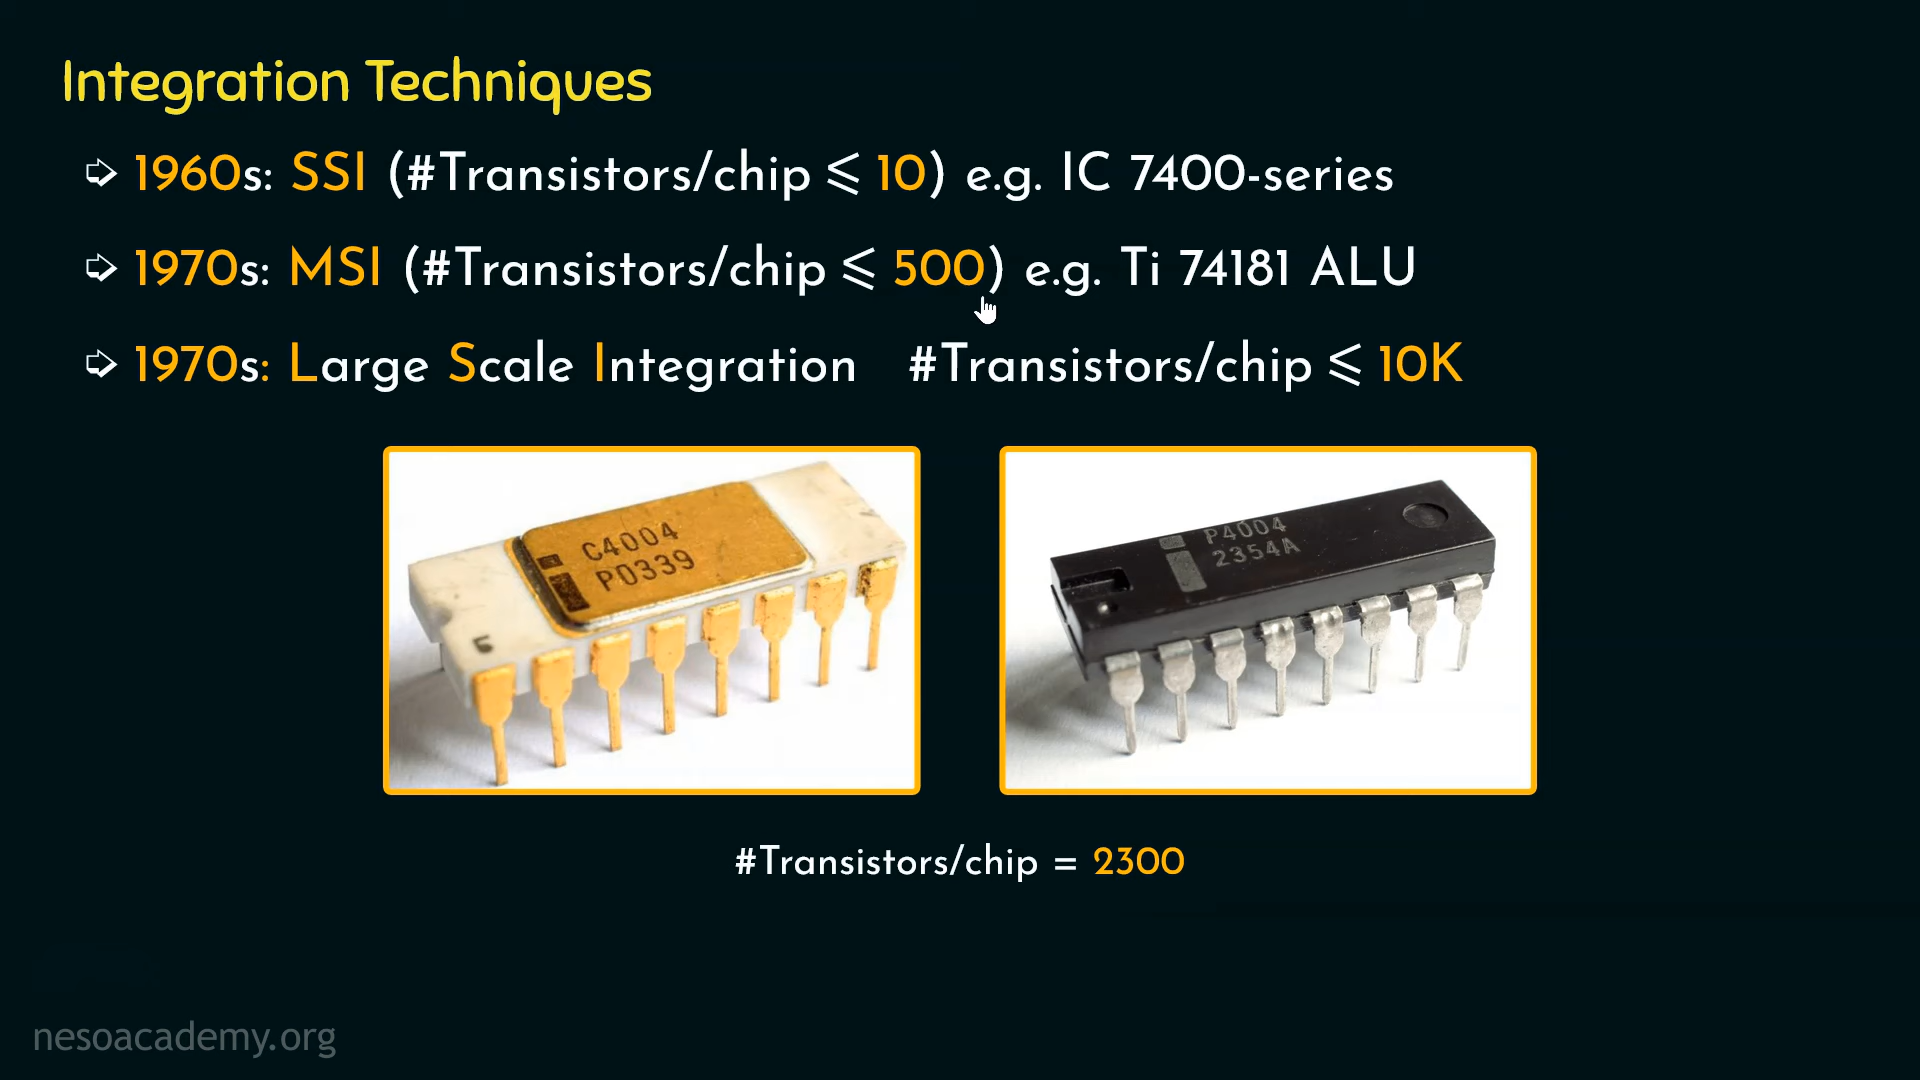 Integration Techniques
➩ 1960s: SSI (#Transistors/chip ⩽ 10) e.g. IC 7400-series
➩ 1970s: MSI (#Transistors/chip ⩽ 500) e.g. Ti 74181 ALU
➩ 1970s: Large Scale Integration #Transistors/chip ⩽ 10K
C4004
P0339
P4004
2354A
#Transistors/chip = 2300
nesoacademy.org